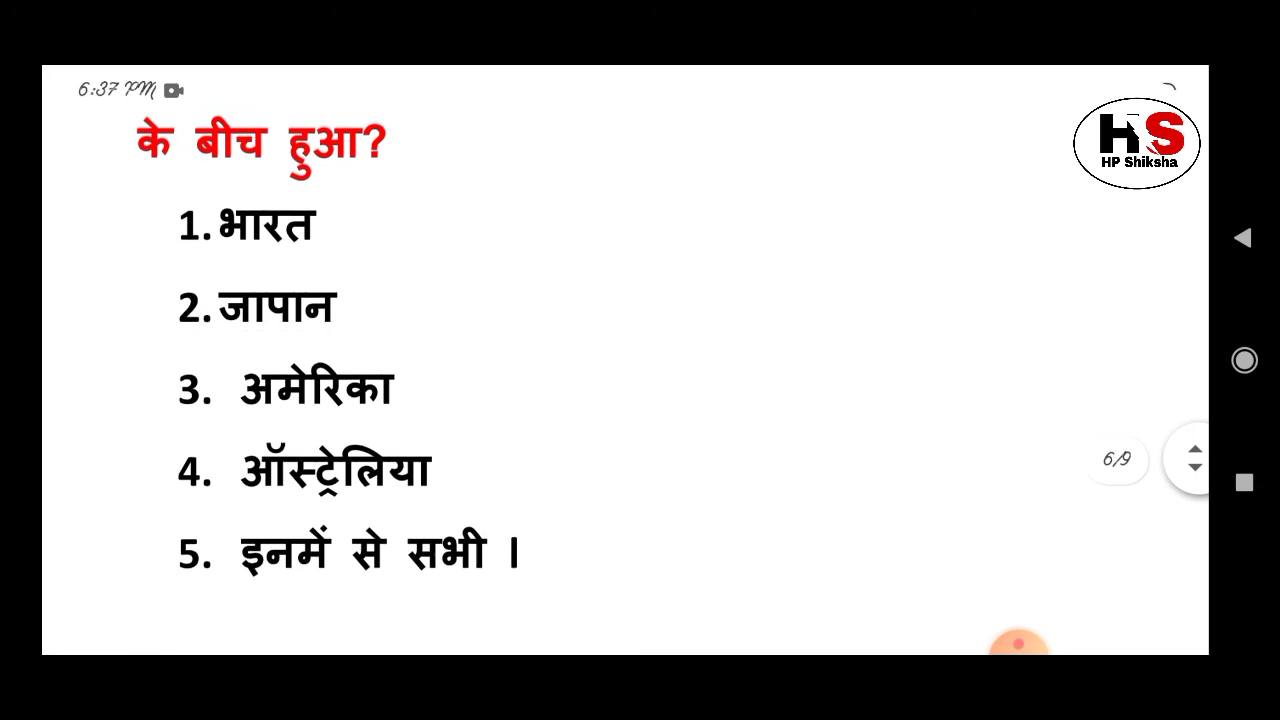 6:37 PM
के बीच हुआ?
HS
HP Shiksha
1. भारत
2. जापान
3. अमेरिका
4. ऑस्ट्रेलिया
6/9
5. इनमें से सभी ।